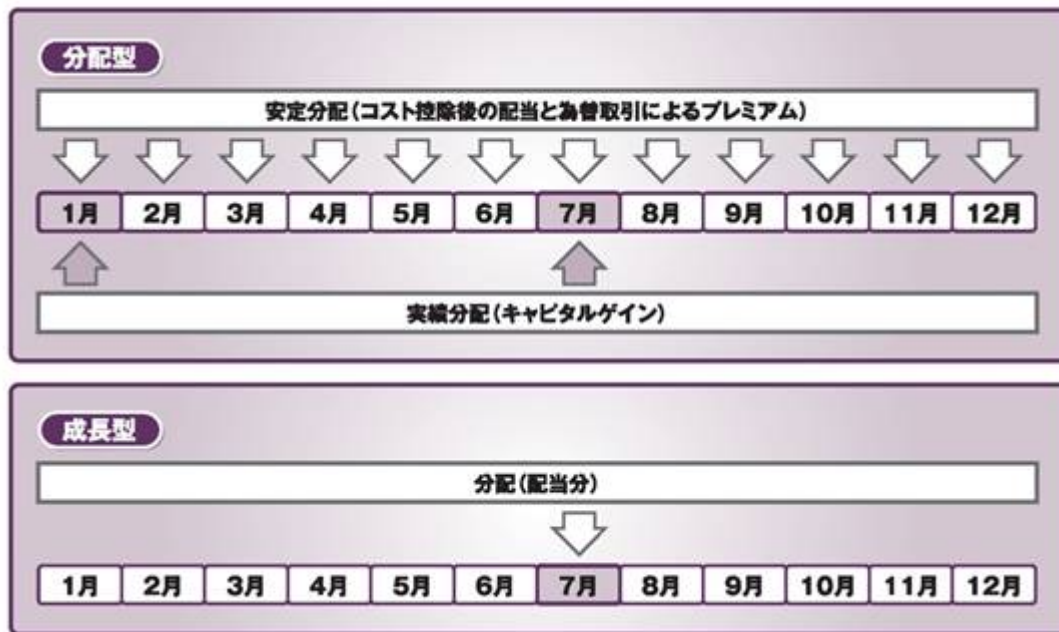 分配型
安定分配(コスト控除後の配当と為替取引によるプレミアム)
1月 2月 3月 4月 5月 6月 7月 8月 9月 10月 11月 12月
実績分配(キャピタルゲイン)
成長型
分配(配当分)
1月 2月 3月 4月 5月 6月 7月 8月 9月 10月 11月 12月